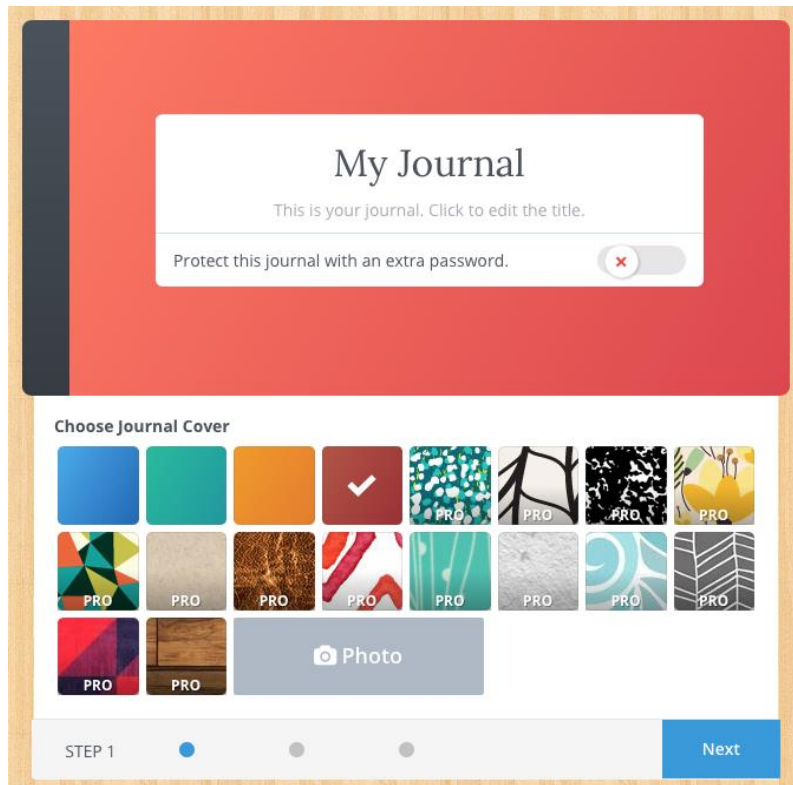 My Journal
This is your journal. Click to edit the title.
Protect this journal with an extra password.
Choose Journal Cover
PRO PRO PRO PRO
PRO PRO PRO PRO PRO PRO PRO PRO
PRO PRO Photo
STEP 1 Next